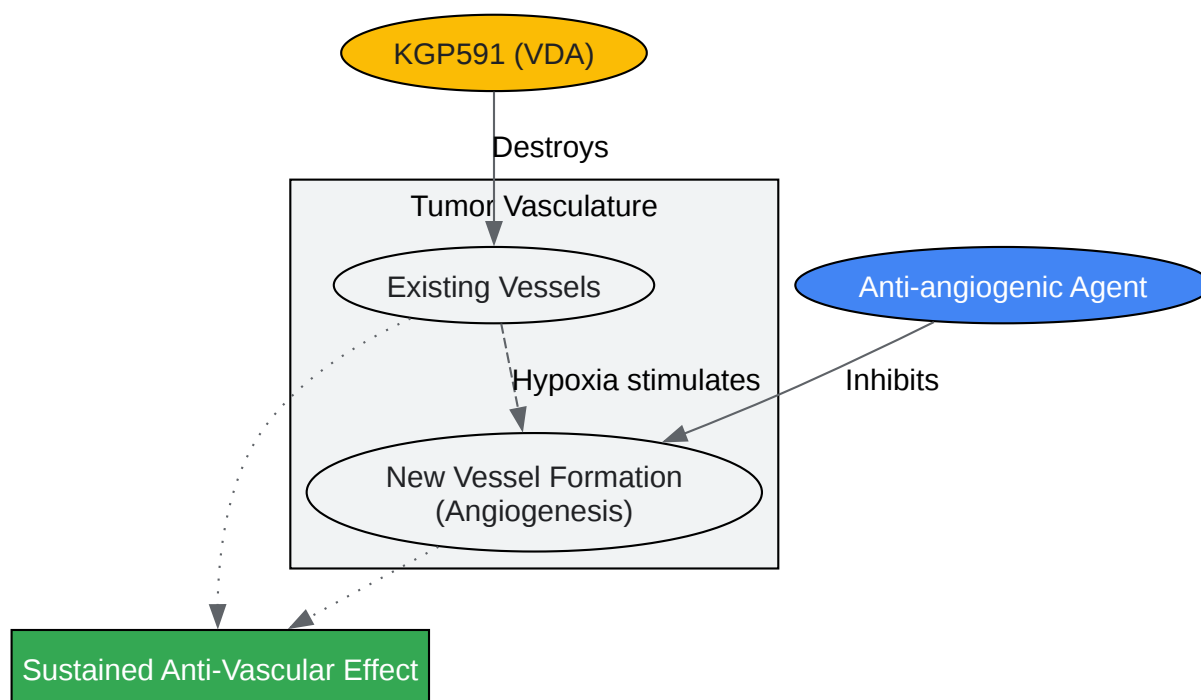 KGP591 (VDA)
Destroys
Tumor Vasculature
Existing Vessels
Anti-angiogenic Agent
Hypoxia stimulates
Inhibits
New Vessel Formation
(Angiogenesis)
Sustained Anti-Vascular Effect